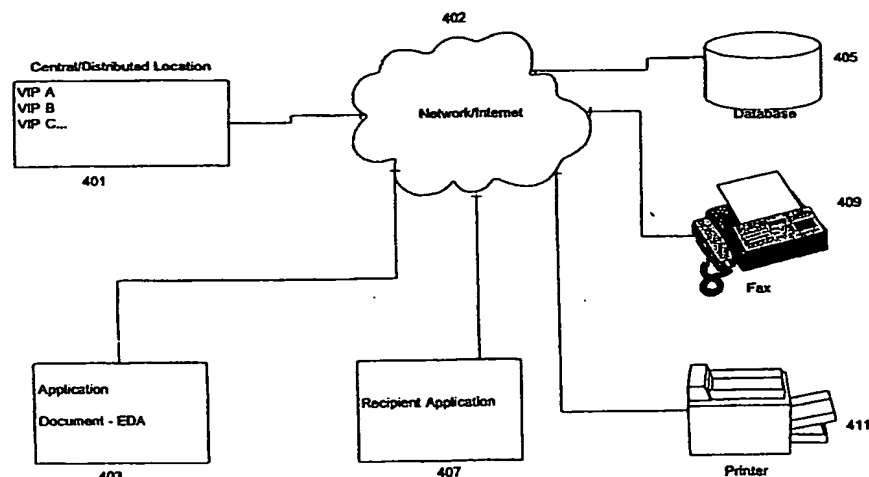 402
Central/Distributed Location
VIP A
VIP B
VIP C...
401
Network/Internet
405
Database
409
Fax
Application
Document - EDA
403
Recipient Application
407
411
Printer